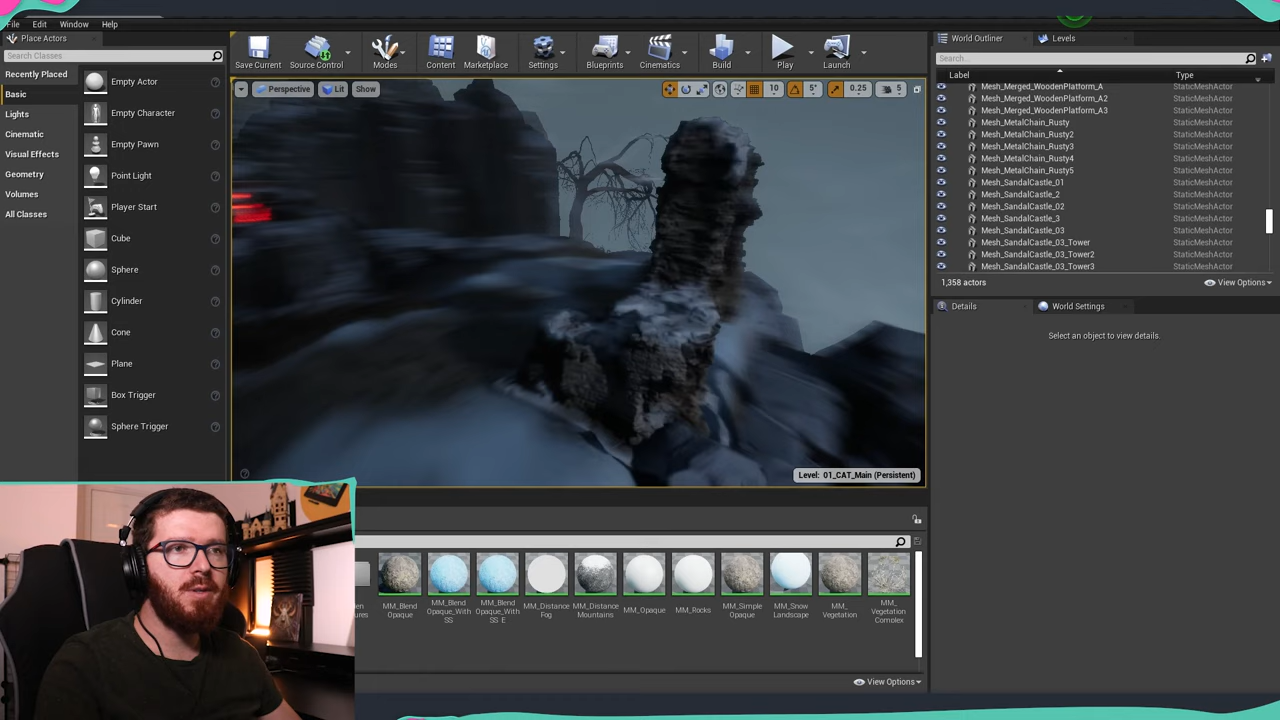 File Edit Window Help
Place Actors
Search Classes
Recently Placed
Basic
Lights
Cinematic
Visual Effects
Geometry
Volumes
All Classes
Empty Actor
Empty Character
Empty Pawn
Point Light
Player Start
Cube
Sphere
Cylinder
Cone
Plane
Box Trigger
Sphere Trigger
Save Current
Source Control
Modes
Content
Marketplace
Settings
Blueprints
Cinematics
Build
Play
Launch
Perspective
Lit
Show
10
5°
0.25
5
Level: 01_CAT_Main (Persistent)
World Outliner
Levels
Search...
Label Type
Mesh_Merged_WoodenPlatform_A StaticMeshActor
Mesh_Merged_WoodenPlatform_A2 StaticMeshActor
Mesh_Merged_WoodenPlatform_A3 StaticMeshActor
Mesh_MetalChain_Rusty StaticMeshActor
Mesh_MetalChain_Rusty2 StaticMeshActor
Mesh_MetalChain_Rusty3 StaticMeshActor
Mesh_MetalChain_Rusty4 StaticMeshActor
Mesh_MetalChain_Rusty5 StaticMeshActor
Mesh_SandalCastle_01 StaticMeshActor
Mesh_SandalCastle_2 StaticMeshActor
Mesh_SandalCastle_02 StaticMeshActor
Mesh_SandalCastle_3 StaticMeshActor
Mesh_SandalCastle_03 StaticMeshActor
Mesh_SandalCastle_03_Tower StaticMeshActor
Mesh_SandalCastle_03_Tower2 StaticMeshActor
Mesh_SandalCastle_03_Tower3 StaticMeshActor
1,358 actors
View Options
Details
World Settings
Select an object to view details.
MM_Blend
Opaque
MM_Blend
Opaque_With
SS
MM_Blend
Opaque_With
SS_E
MM_Distance
Fog
MM_Distance
Mountains
MM_Opaque
MM_Rocks
MM_Simple
Opaque
MM_Snow
Landscape
MM_
Vegetation
MM_
Vegetation
Complex
View Options